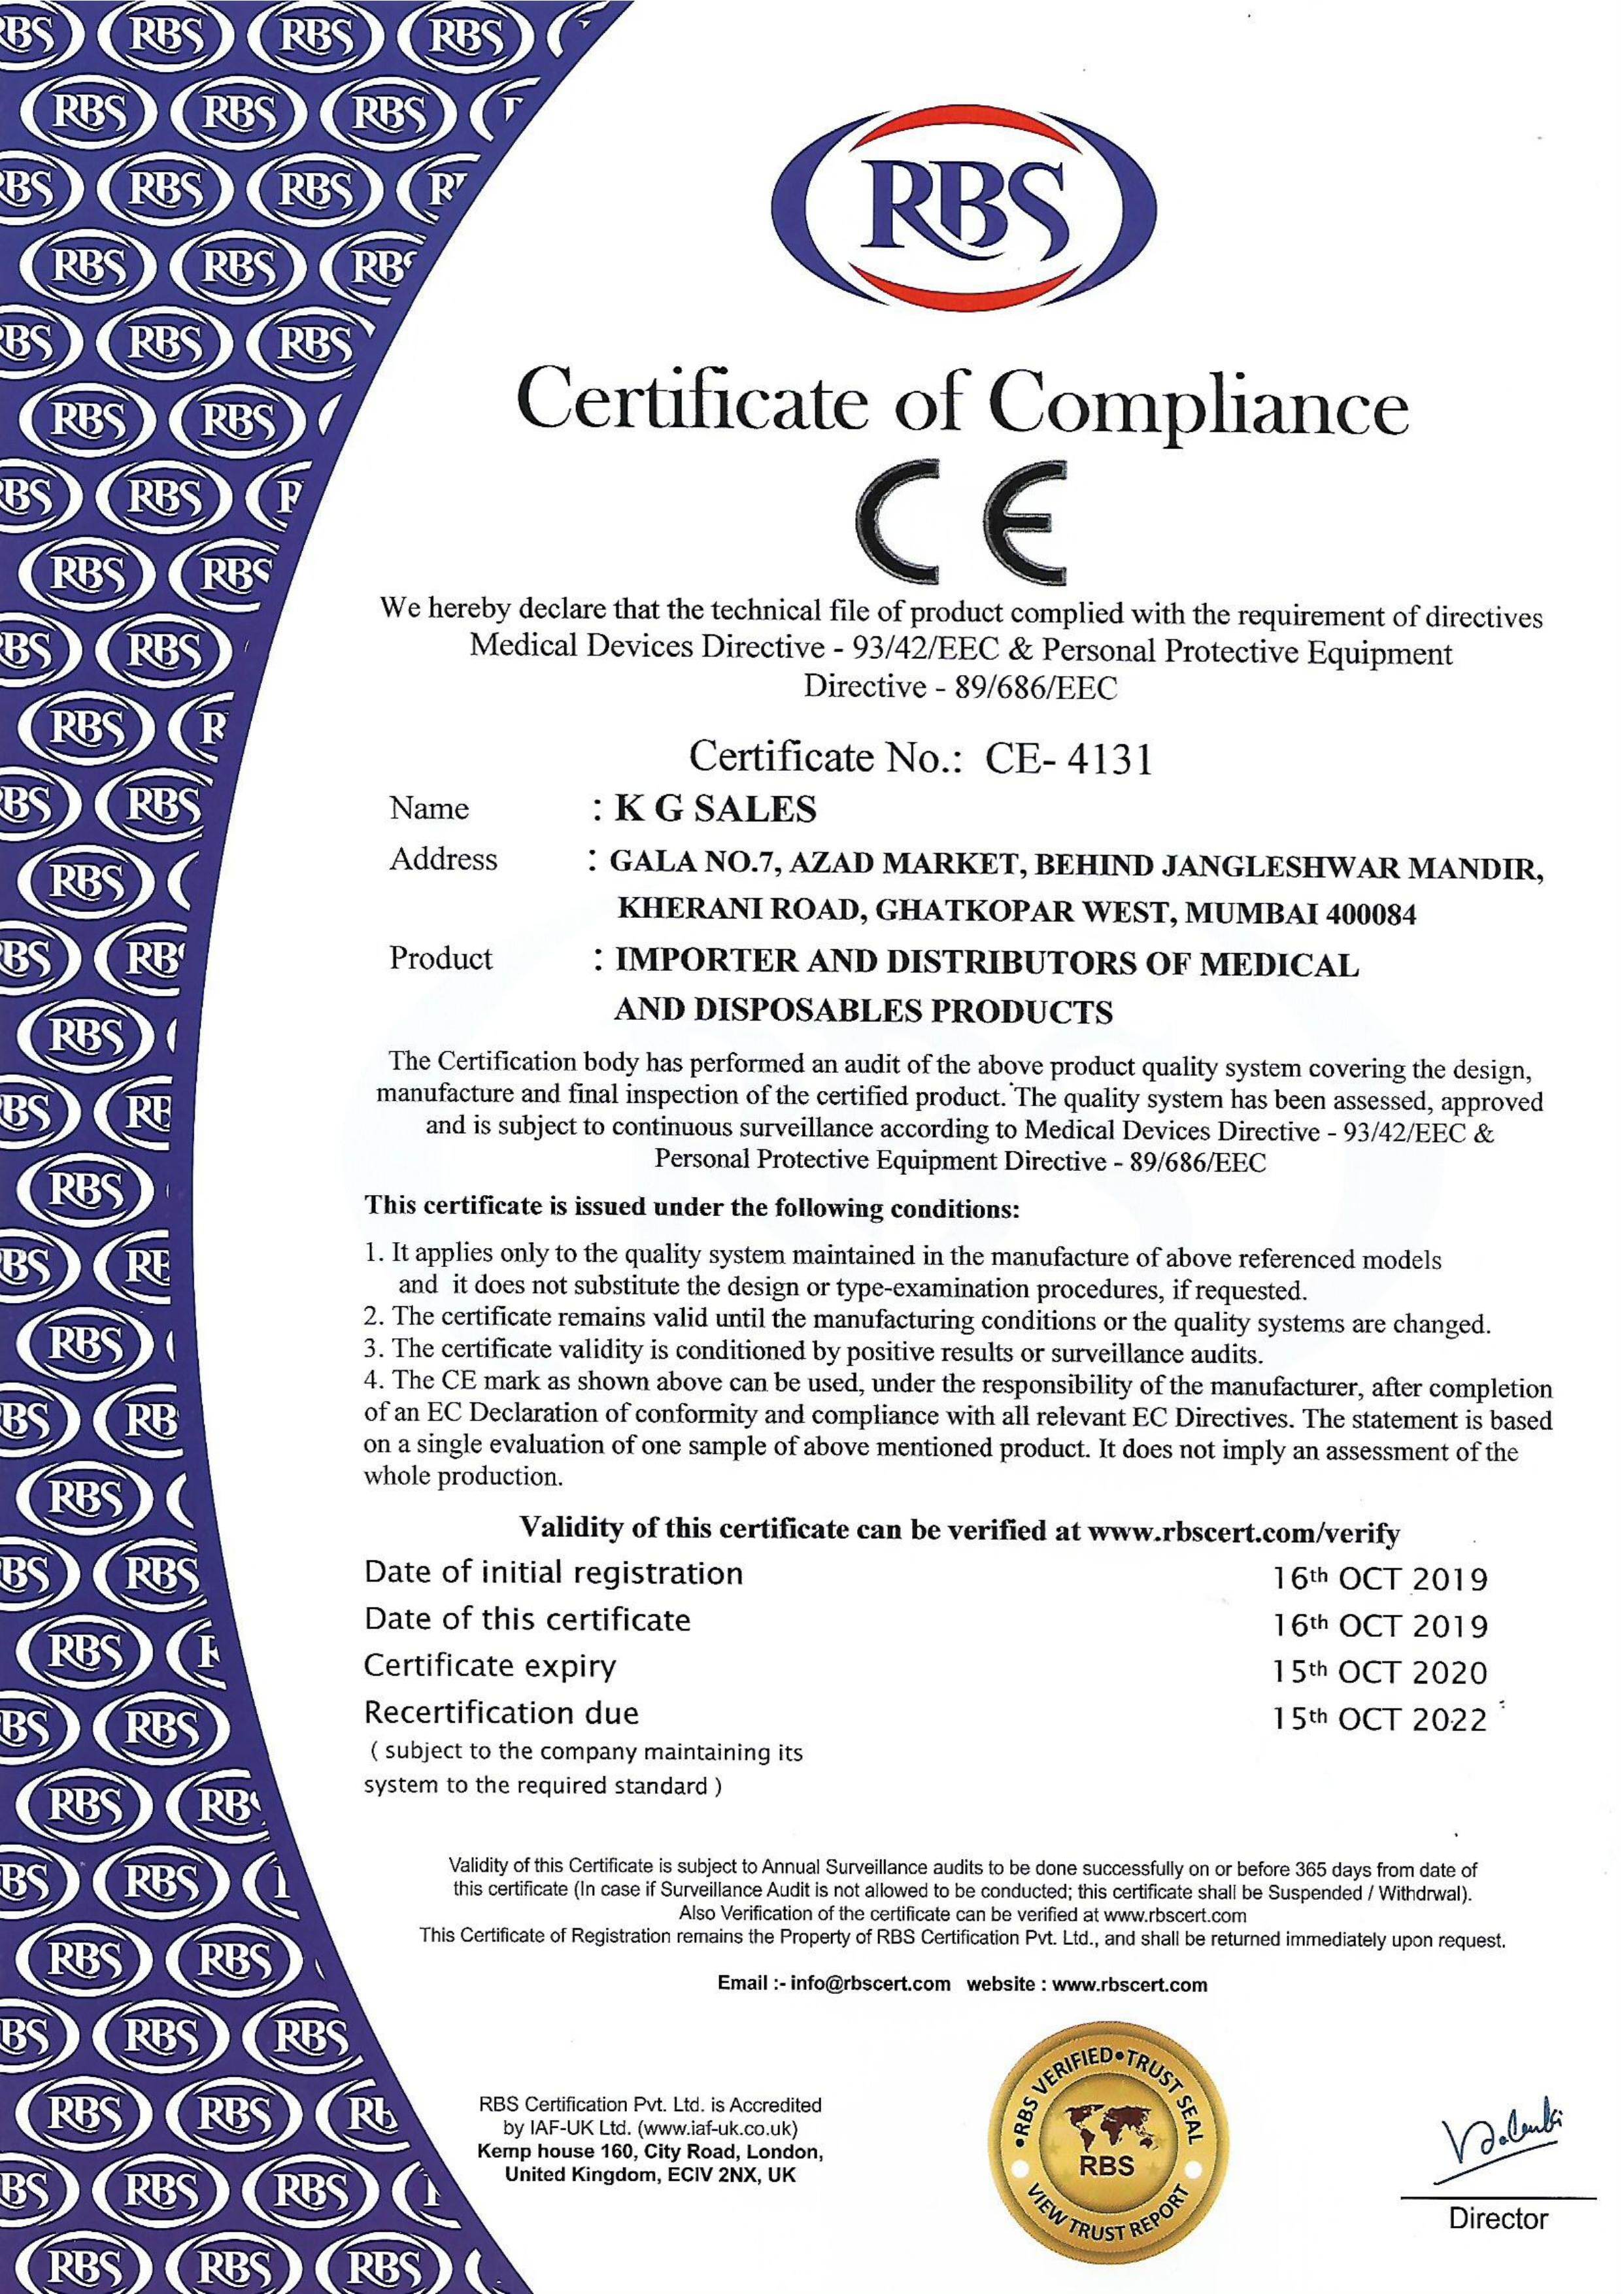 RBS
Certificate of Compliance
CE
We hereby declare that the technical file of product complied with the requirement of directives
Medical Devices Directive - 93/42/EEC & Personal Protective Equipment
Directive - 89/686/EEC
Certificate No.: CE- 4131
Name : K G SALES
Address : GALA NO.7, AZAD MARKET, BEHIND JANGLESHWAR MANDIR,
KHERANI ROAD, GHATKOPAR WEST, MUMBAI 400084
Product : IMPORTER AND DISTRIBUTORS OF MEDICAL
AND DISPOSABLES PRODUCTS
The Certification body has performed an audit of the above product quality system covering the design,
manufacture and final inspection of the certified product. The quality system has been assessed, approved
and is subject to continuous surveillance according to Medical Devices Directive - 93/42/EEC &
Personal Protective Equipment Directive - 89/686/EEC
This certificate is issued under the following conditions:
1. It applies only to the quality system maintained in the manufacture of above referenced models
and it does not substitute the design or type-examination procedures, if requested.
2. The certificate remains valid until the manufacturing conditions or the quality systems are changed.
3. The certificate validity is conditioned by positive results or surveillance audits.
4. The CE mark as shown above can be used, under the responsibility of the manufacturer, after completion
of an EC Declaration of conformity and compliance with all relevant EC Directives. The statement is based
on a single evaluation of one sample of above mentioned product. It does not imply an assessment of the
whole production.
Validity of this certificate can be verified at www.rbscert.com/verify
Date of initial registration 16th OCT 2019
Date of this certificate 16th OCT 2019
Certificate expiry 15th OCT 2020
Recertification due 15th OCT 2022
( subject to the company maintaining its
system to the required standard )
Validity of this Certificate is subject to Annual Surveillance audits to be done successfully on or before 365 days from date of
this certificate (In case if Surveillance Audit is not allowed to be conducted; this certificate shall be Suspended / Withdrwal).
Also Verification of the certificate can be verified at www.rbscert.com
This Certificate of Registration remains the Property of RBS Certification Pvt. Ltd., and shall be returned immediately upon request.
Email :- info@rbscert.com website : www.rbscert.com
RBS Certification Pvt. Ltd. is Accredited
by IAF-UK Ltd. (www.iaf-uk.co.uk)
Kemp house 160, City Road, London,
United Kingdom, ECIV 2NX, UK
•RBS VERIFIED•TRUST SEAL
RBS
VIEW TRUST REPORT
Director